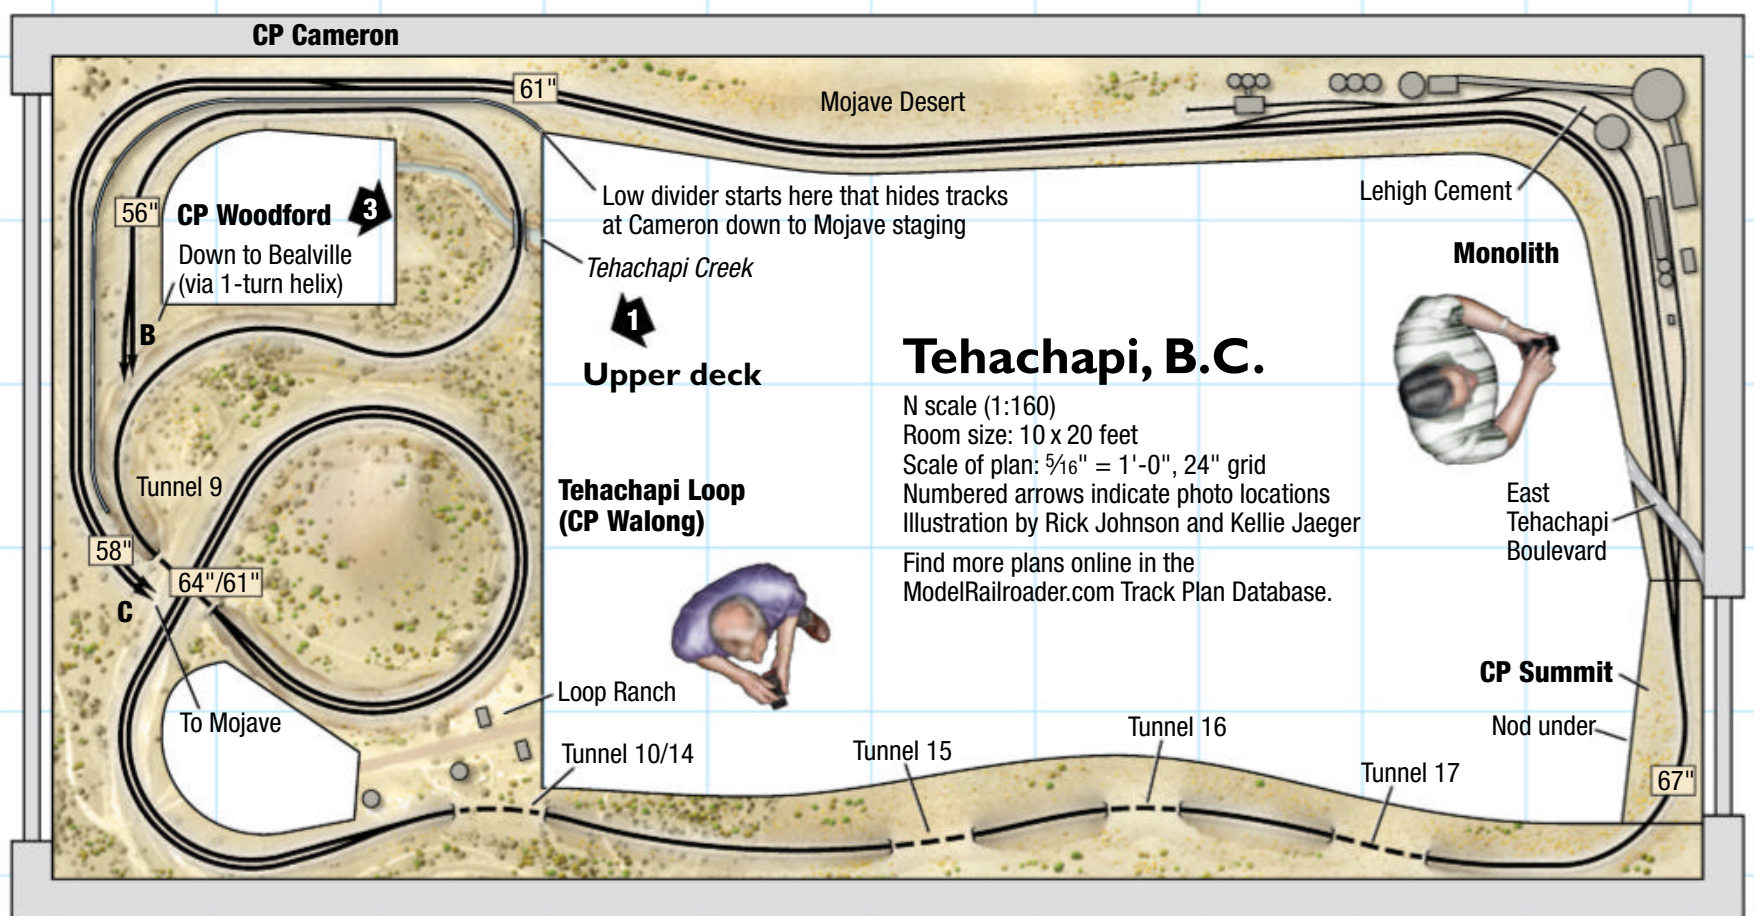 CP Cameron
61"
Mojave Desert
56"
CP Woodford
3
Down to Bealville
(via 1-turn helix)
B
Low divider starts here that hides tracks
at Cameron down to Mojave staging
Tehachapi Creek
1
Upper deck
Lehigh Cement
Monolith
Tehachapi, B.C.
N scale (1:160)
Room size: 10 x 20 feet
Scale of plan: 5⁄16" = 1'-0", 24" grid
Numbered arrows indicate photo locations
Illustration by Rick Johnson and Kellie Jaeger
Find more plans online in the
ModelRailroader.com Track Plan Database.
Tunnel 9
Tehachapi Loop
(CP Walong)
East
Tehachapi
Boulevard
58"
64"/61"
C
To Mojave
Loop Ranch
Tunnel 10/14
Tunnel 15
Tunnel 16
Tunnel 17
CP Summit
Nod under
67"